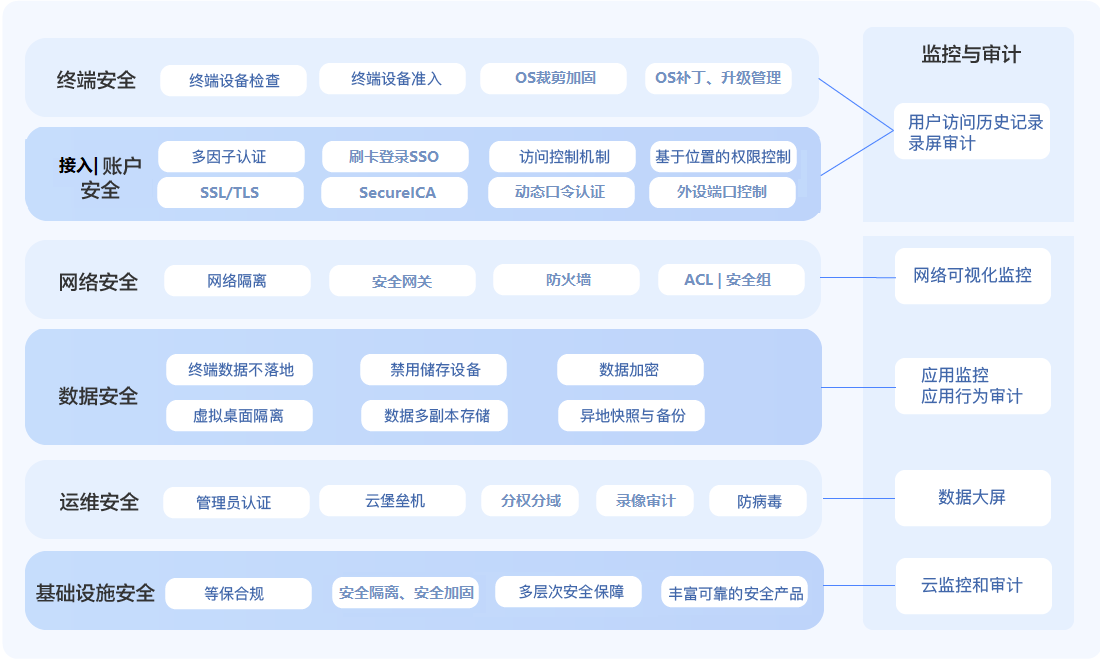 监控与审计
终端安全
终端设备检查
终端设备准入
OS裁剪加固
OS补丁、升级管理
用户访问历史记录
录屏审计
接入| 账户
安全
多因子认证
刷卡登录SSO
访问控制机制
基于位置的权限控制
SSL/TLS
SecureICA
动态口令认证
外设端口控制
网络安全
网络隔离
安全网关
防火墙
ACL | 安全组
网络可视化监控
数据安全
终端数据不落地
禁用储存设备
数据加密
虚拟桌面隔离
数据多副本存储
异地快照与备份
应用监控
应用行为审计
运维安全
管理员认证
云堡垒机
分权分域
录像审计
防病毒
数据大屏
基础设施安全
等保合规
安全隔离、安全加固
多层次安全保障
丰富可靠的安全产品
云监控和审计